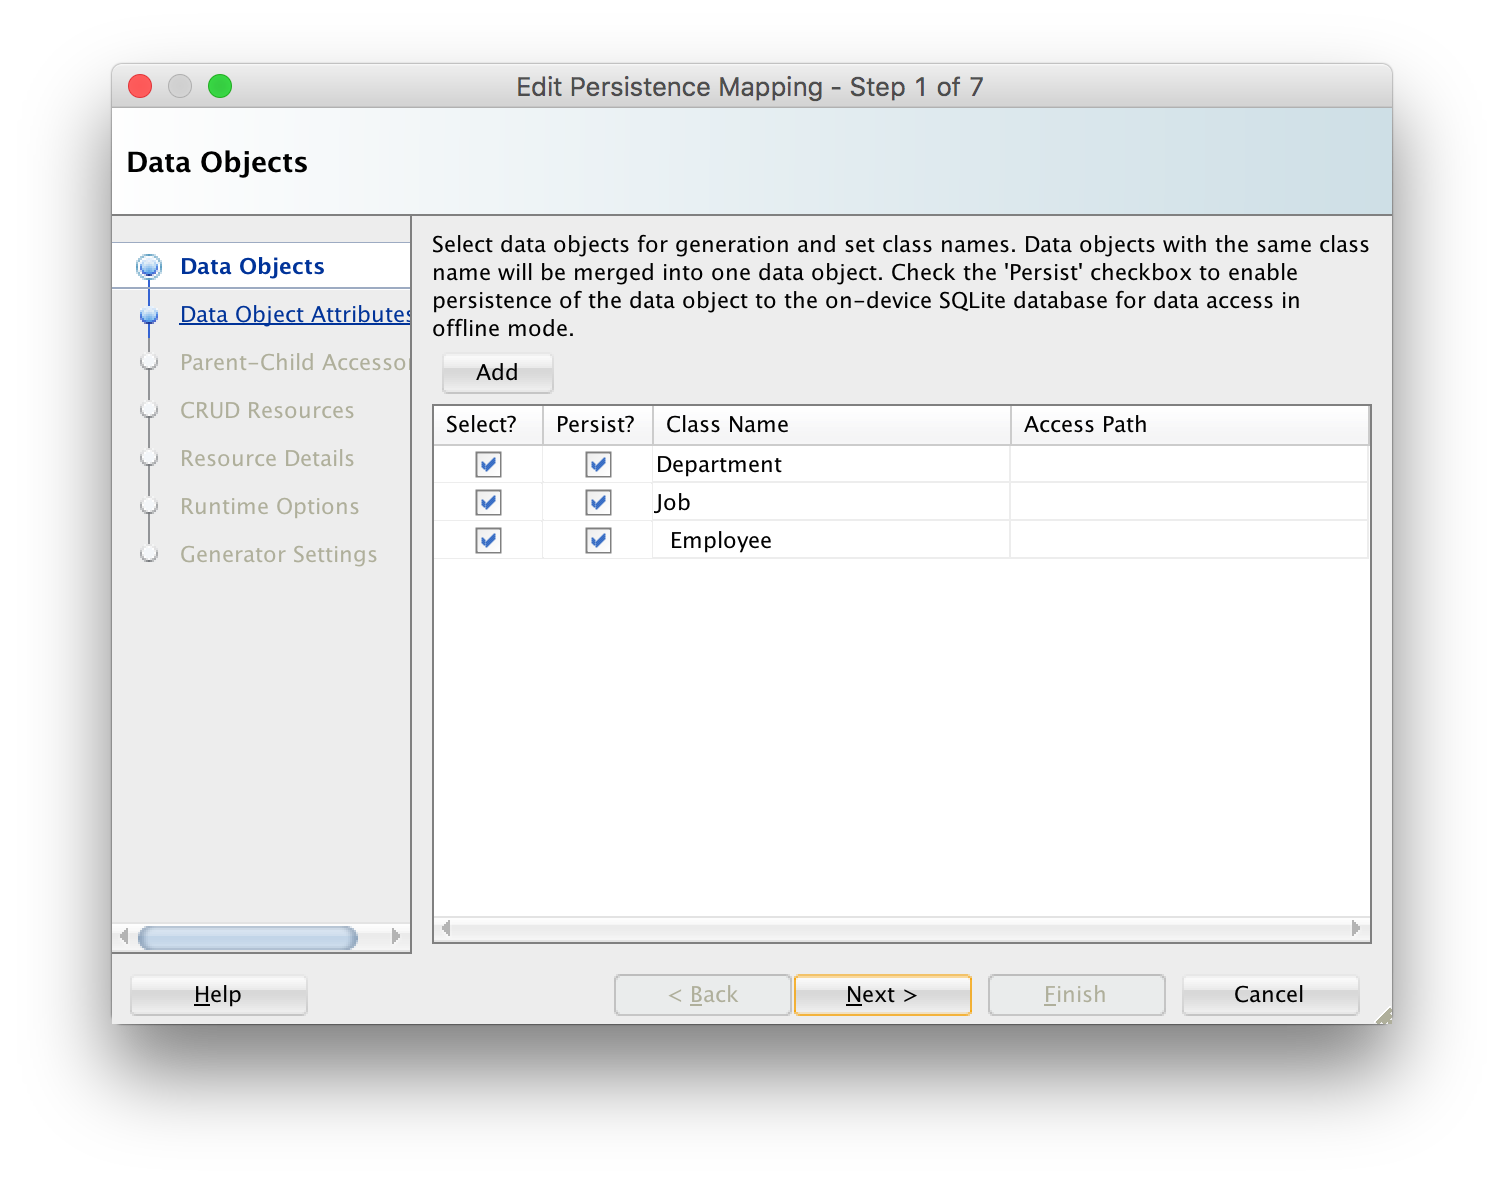 Edit Persistence Mapping - Step 1 of 7
Data Objects
Data Objects
Data Object Attributes
Parent-Child Accessor
CRUD Resources
Resource Details
Runtime Options
Generator Settings
Select data objects for generation and set class names. Data objects with the same class
name will be merged into one data object. Check the 'Persist' checkbox to enable
persistence of the data object to the on-device SQLite database for data access in
offline mode.
Add
Select? Persist? Class Name Access Path
Department
Job
Employee
Help < Back Next > Finish Cancel